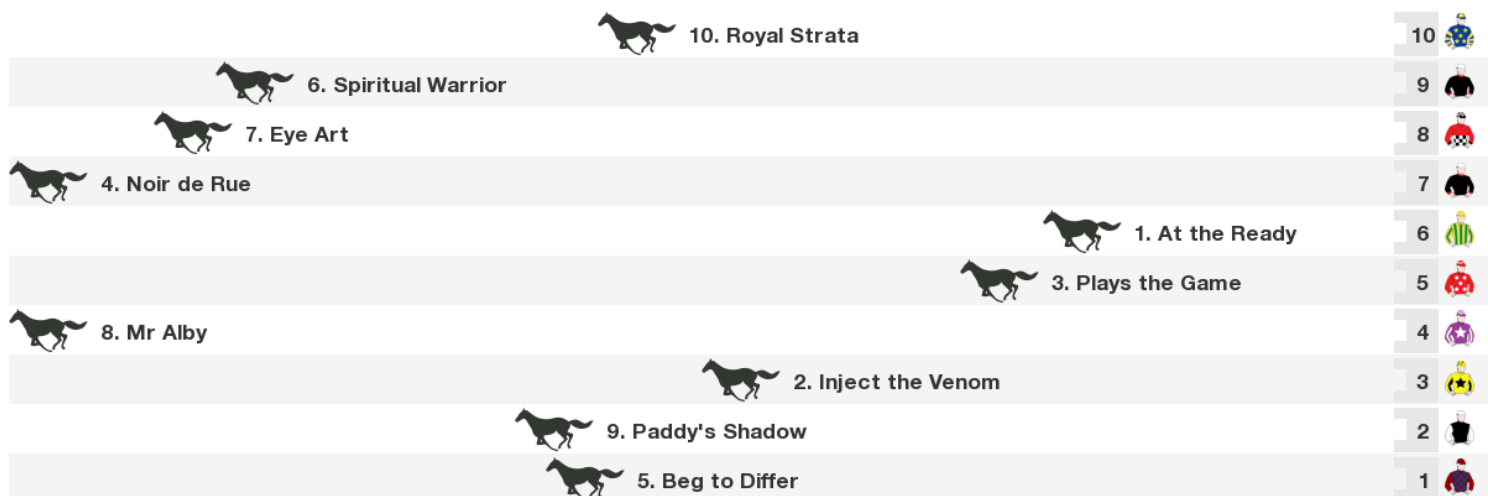 10. Royal Strata 10
6. Spiritual Warrior 9
7. Eye Art 8
4. Noir de Rue 7
1. At the Ready 6
3. Plays the Game 5
8. Mr Alby 4
2. Inject the Venom 3
9. Paddy's Shadow 2
5. Beg to Differ 1